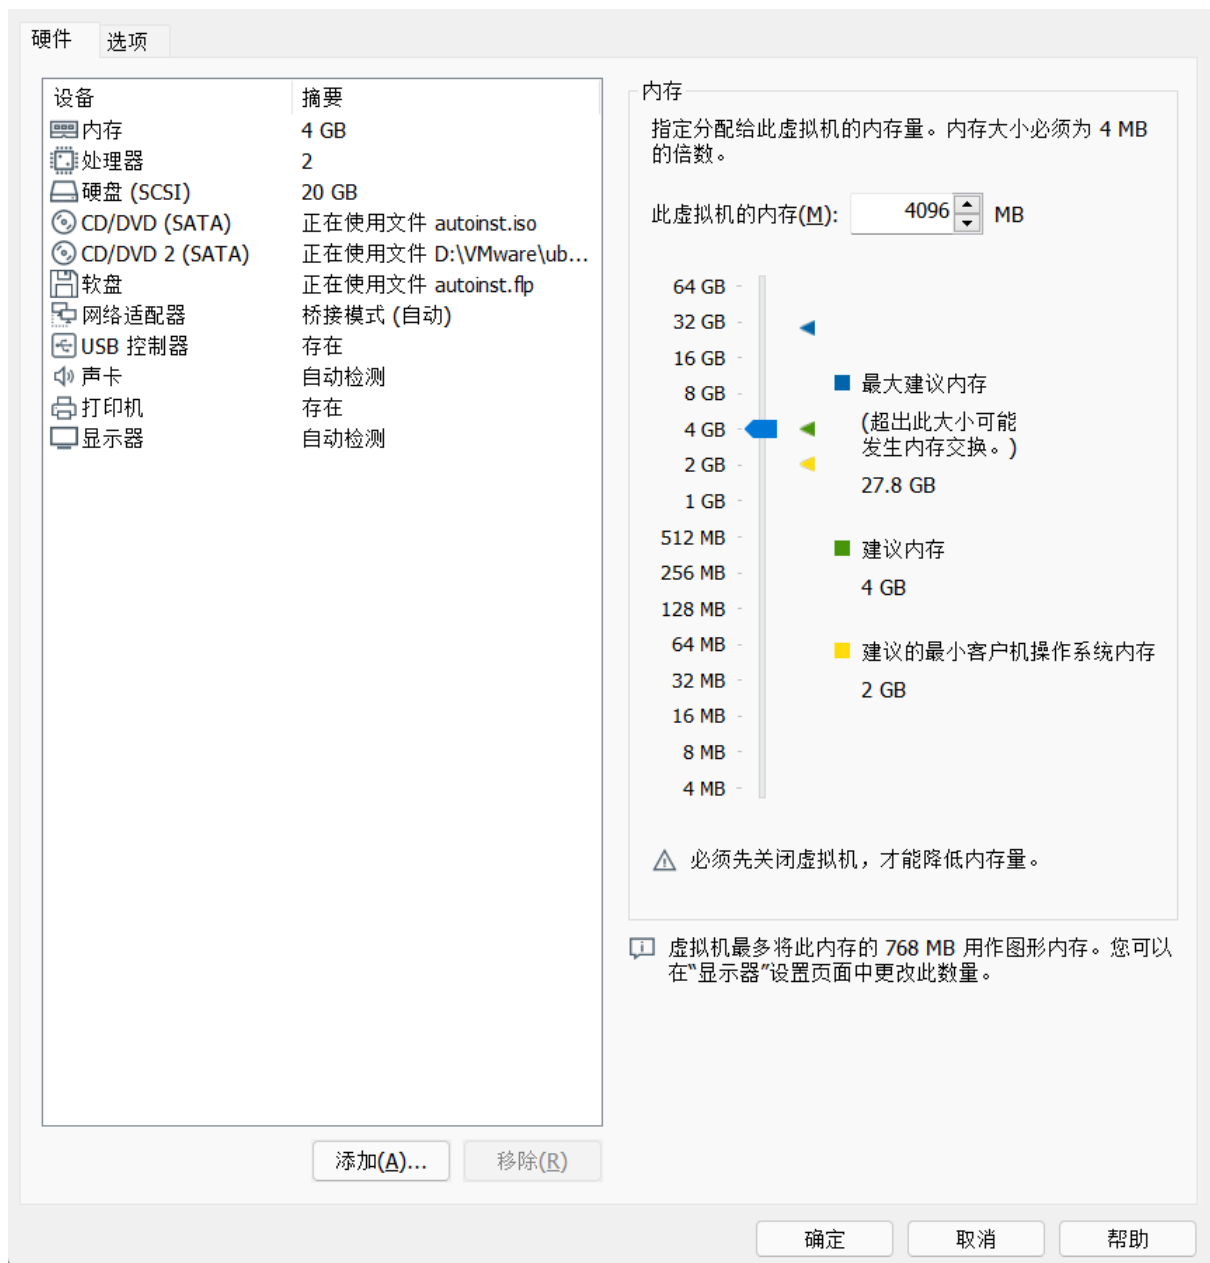 硬件
选项
设备 摘要
内存 4 GB
处理器 2
硬盘 (SCSI) 20 GB
CD/DVD (SATA) 正在使用文件 autoinst.iso
CD/DVD 2 (SATA) 正在使用文件 D:\VMware\ub...
软盘 正在使用文件 autoinst.flp
网络适配器 桥接模式 (自动)
USB 控制器 存在
声卡 自动检测
打印机 存在
显示器 自动检测
添加(A)...
移除(R)
内存
指定分配给此虚拟机的内存量。内存大小必须为 4 MB
的倍数。
此虚拟机的内存(M): 4096 MB
64 GB
32 GB
16 GB
8 GB
4 GB
2 GB
1 GB
512 MB
256 MB
128 MB
64 MB
32 MB
16 MB
8 MB
4 MB
最大建议内存
(超出此大小可能
发生内存交换。)
27.8 GB
建议内存
4 GB
建议的最小客户机操作系统内存
2 GB
必须先关闭虚拟机，才能降低内存量。
虚拟机最多将此内存的 768 MB 用作图形内存。您可以
在“显示器”设置页面中更改此数量。
确定
取消
帮助